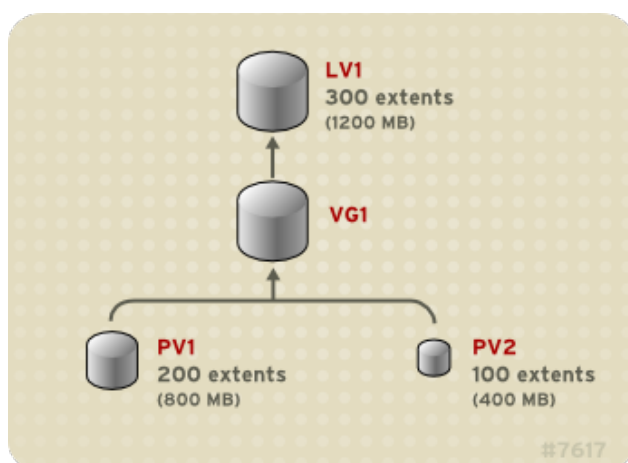 LV1
300 extents
(1200 MB)
VG1
PV1
200 extents
(800 MB)
PV2
100 extents
(400 MB)
#7617